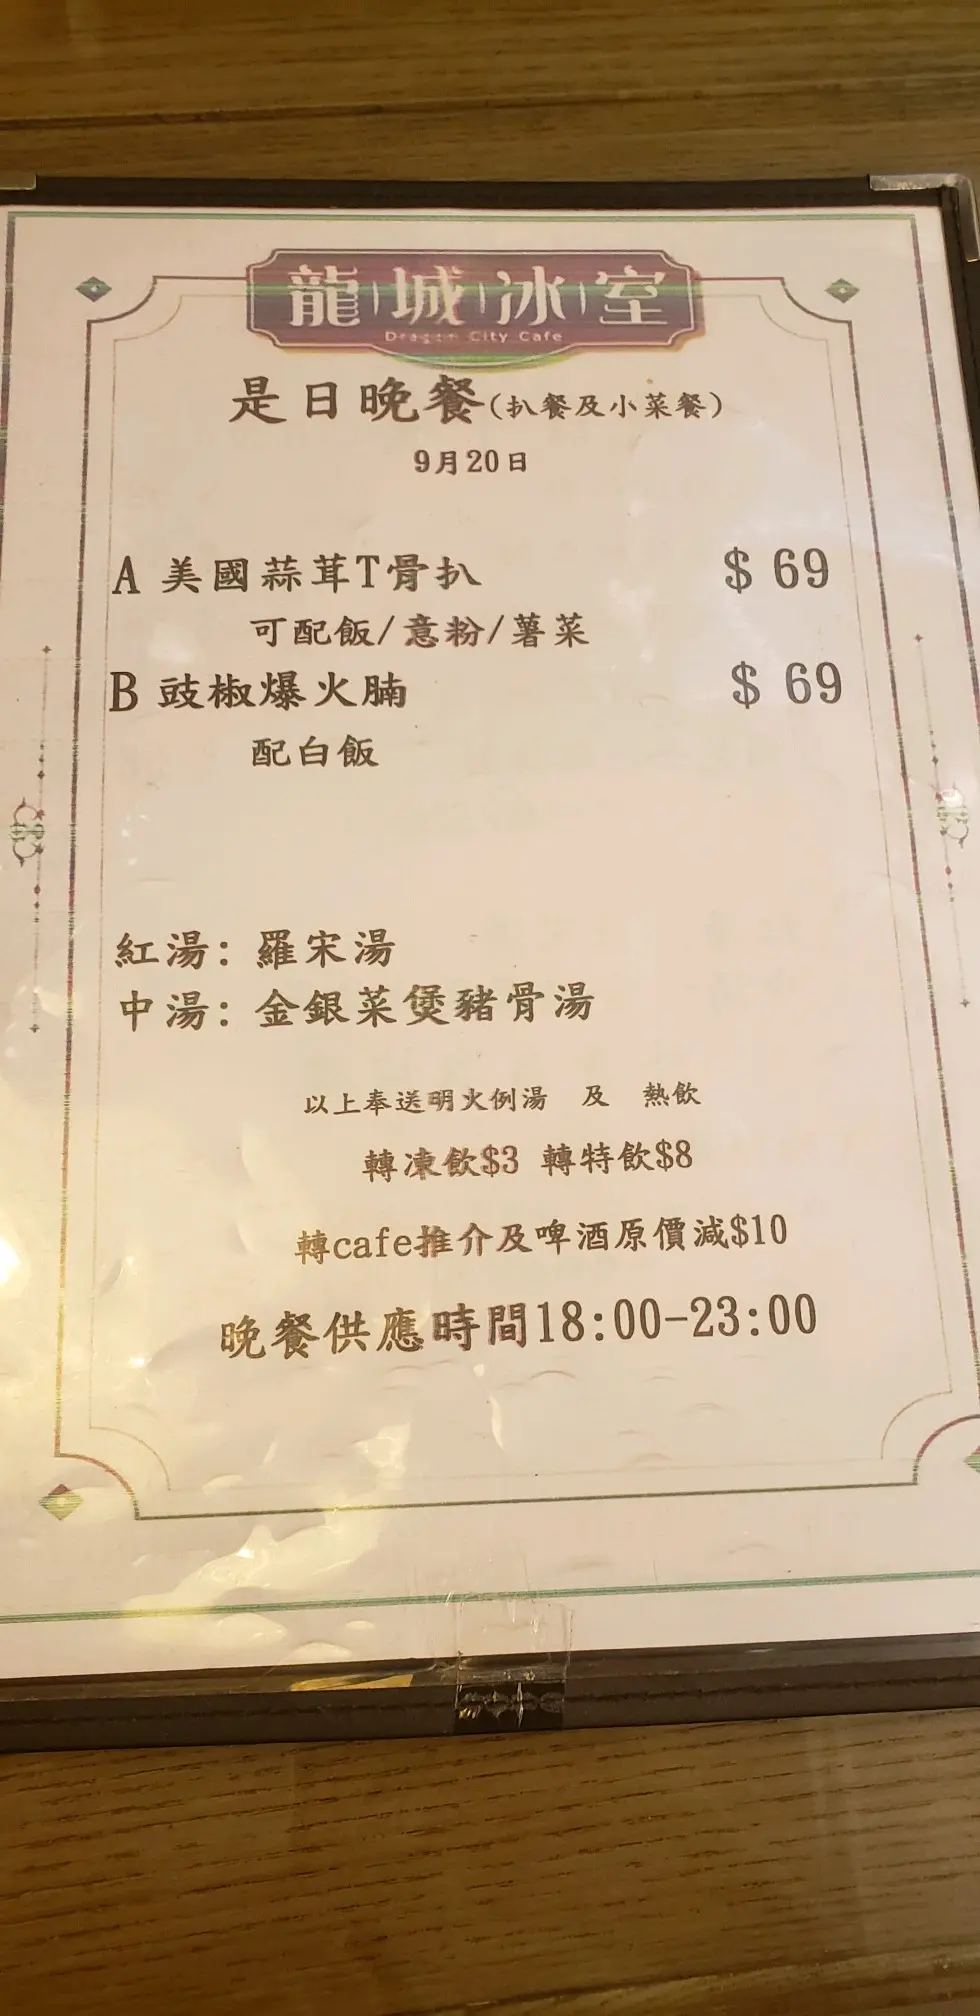 龍城冰室
Dragon City Cafe
是日晚餐(扒餐及小菜餐)
9月20日
A 美國蒜茸T骨扒 $ 69
可配飯/意粉/薯菜
B 豉椒爆火腩 $ 69
配白飯
紅湯: 羅宋湯
中湯: 金銀菜煲豬骨湯
以上奉送明火例湯 及 熱飲
轉凍飲$3 轉特飲$8
轉cafe推介及啤酒原價減$10
晚餐供應時間18:00-23:00